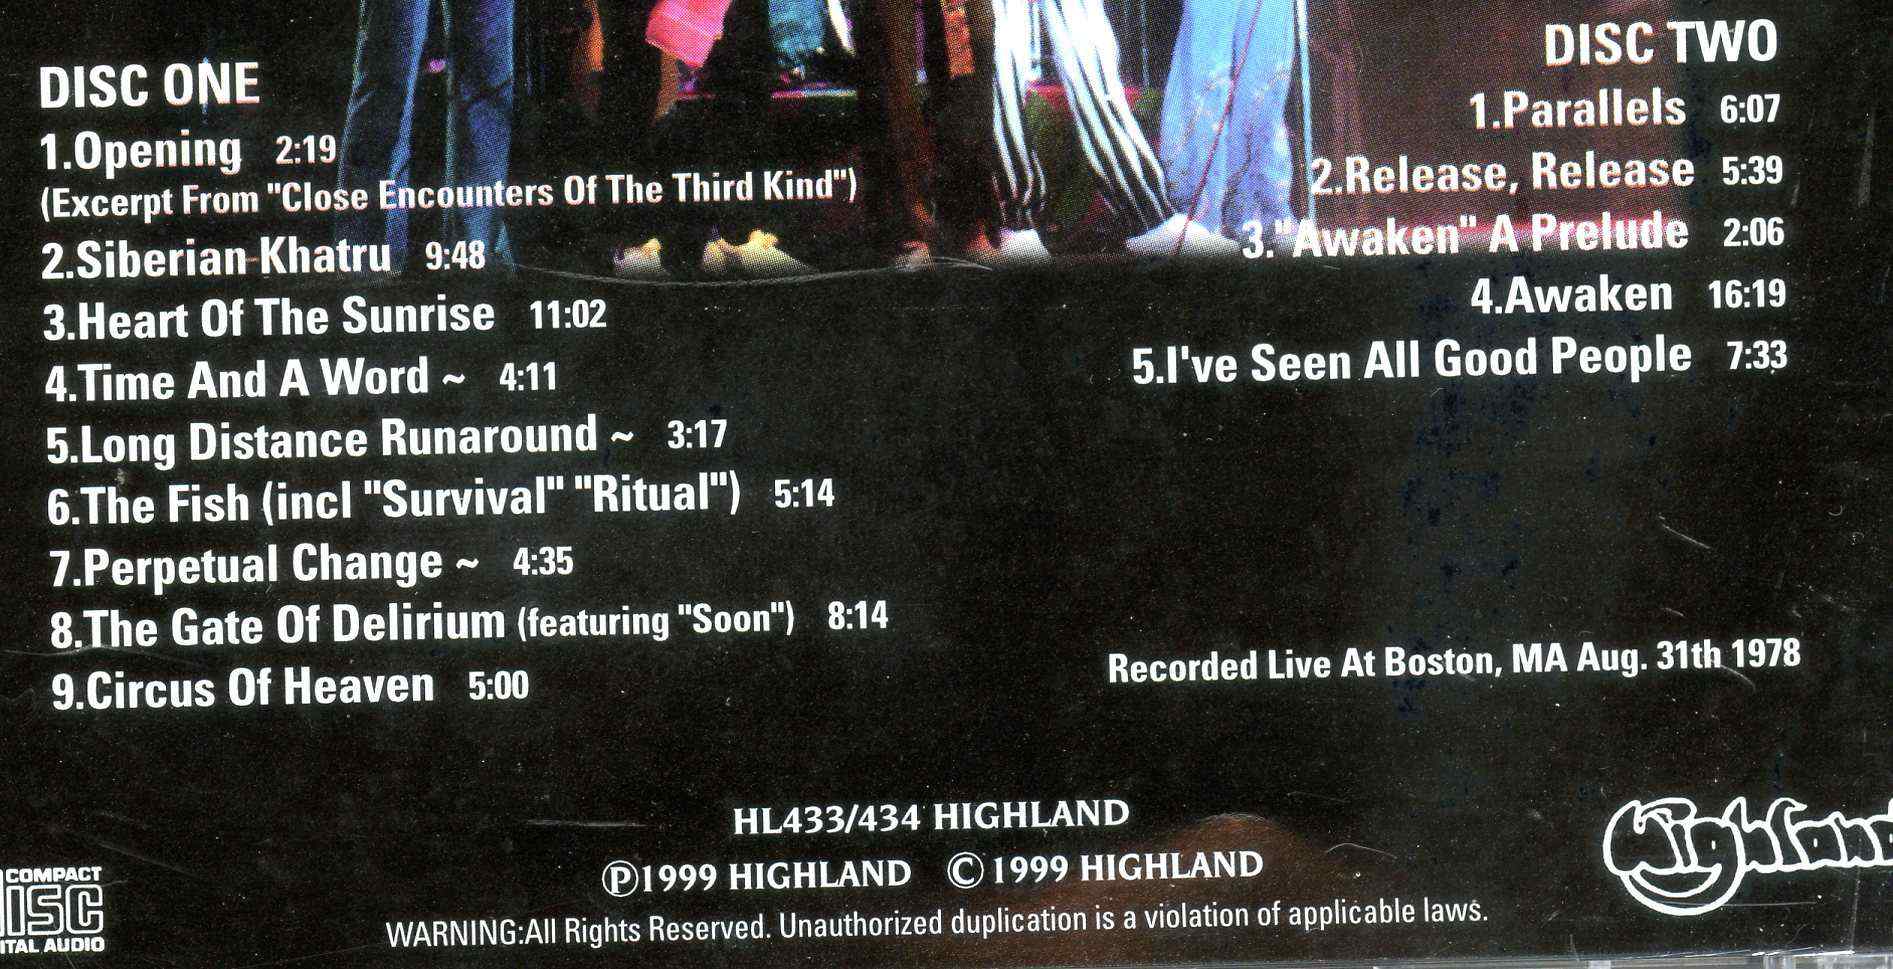 DISC ONE
1.Opening 2:19
(Excerpt From "Close Encounters Of The Third Kind")
2.Siberian Khatru 9:48
3.Heart Of The Sunrise 11:02
4.Time And A Word ~ 4:11
5.Long Distance Runaround ~ 3:17
6.The Fish (incl "Survival" "Ritual") 5:14
7.Perpetual Change ~ 4:35
8.The Gate Of Delirium (featuring "Soon") 8:14
9.Circus Of Heaven 5:00
DISC TWO
1.Parallels 6:07
2.Release, Release 5:39
3."Awaken" A Prelude 2:06
4.Awaken 16:19
5.I've Seen All Good People 7:33
Recorded Live At Boston, MA Aug. 31th 1978
HL433/434 HIGHLAND
Ⓟ1999 HIGHLAND ©1999 HIGHLAND
WARNING:All Rights Reserved. Unauthorized duplication is a violation of applicable laws.
COMPACT
DISC
ITAL AUDIO
Highland